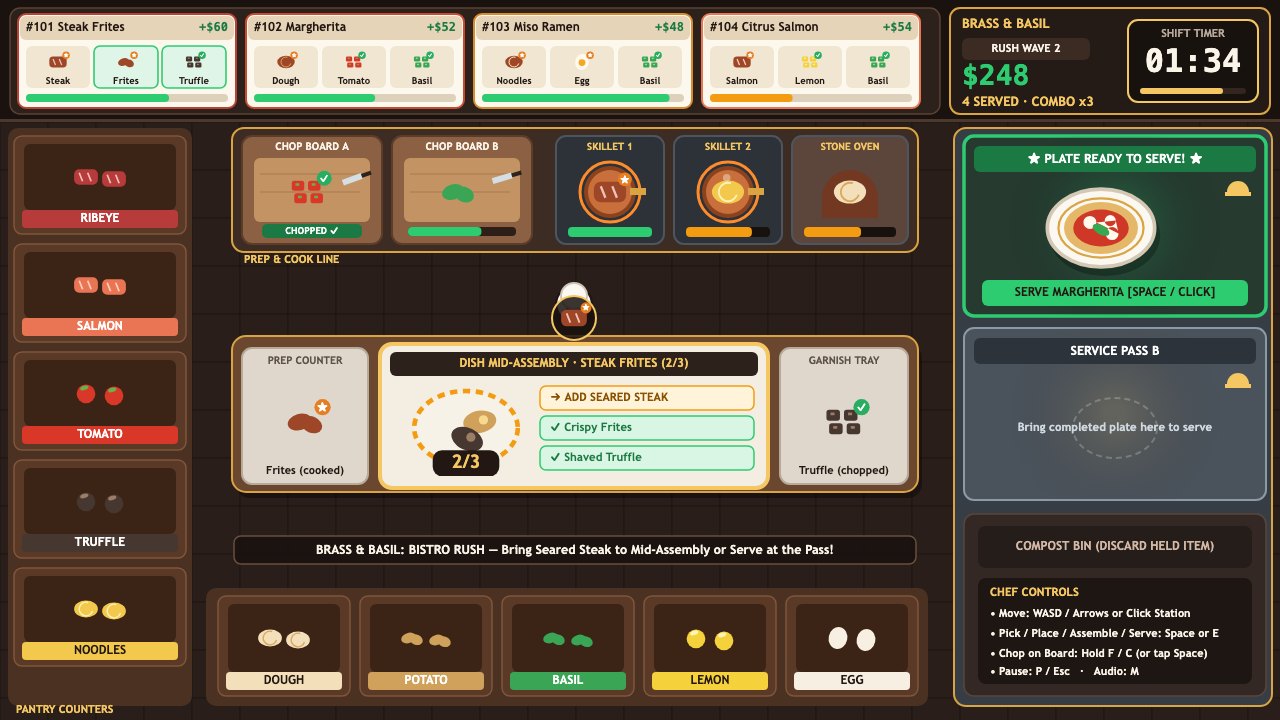 #101 Steak Frites +$60
Steak Frites Truffle
#102 Margherita +$52
Dough Tomato Basil
#103 Miso Ramen +$48
Noodles Egg Basil
#104 Citrus Salmon +$54
Salmon Lemon Basil
BRASS & BASIL
RUSH WAVE 2
$248
4 SERVED · COMBO x3
SHIFT TIMER
01:34
RIBEYE
SALMON
TOMATO
TRUFFLE
NOODLES
PANTRY COUNTERS
CHOP BOARD A
CHOPPED ✓
CHOP BOARD B
SKILLET 1
SKILLET 2
STONE OVEN
PREP & COOK LINE
PREP COUNTER
Frites (cooked)
DISH MID-ASSEMBLY · STEAK FRITES (2/3)
2/3
→ ADD SEARED STEAK
✓ Crispy Frites
✓ Shaved Truffle
GARNISH TRAY
Truffle (chopped)
BRASS & BASIL: BISTRO RUSH — Bring Seared Steak to Mid-Assembly or Serve at the Pass!
DOUGH
POTATO
BASIL
LEMON
EGG
★ PLATE READY TO SERVE! ★
SERVE MARGHERITA [SPACE / CLICK]
SERVICE PASS B
Bring completed plate here to serve
COMPOST BIN (DISCARD HELD ITEM)
CHEF CONTROLS
• Move: WASD / Arrows or Click Station
• Pick / Place / Assemble / Serve: Space or E
• Chop on Board: Hold F / C (or tap Space)
• Pause: P / Esc · Audio: M